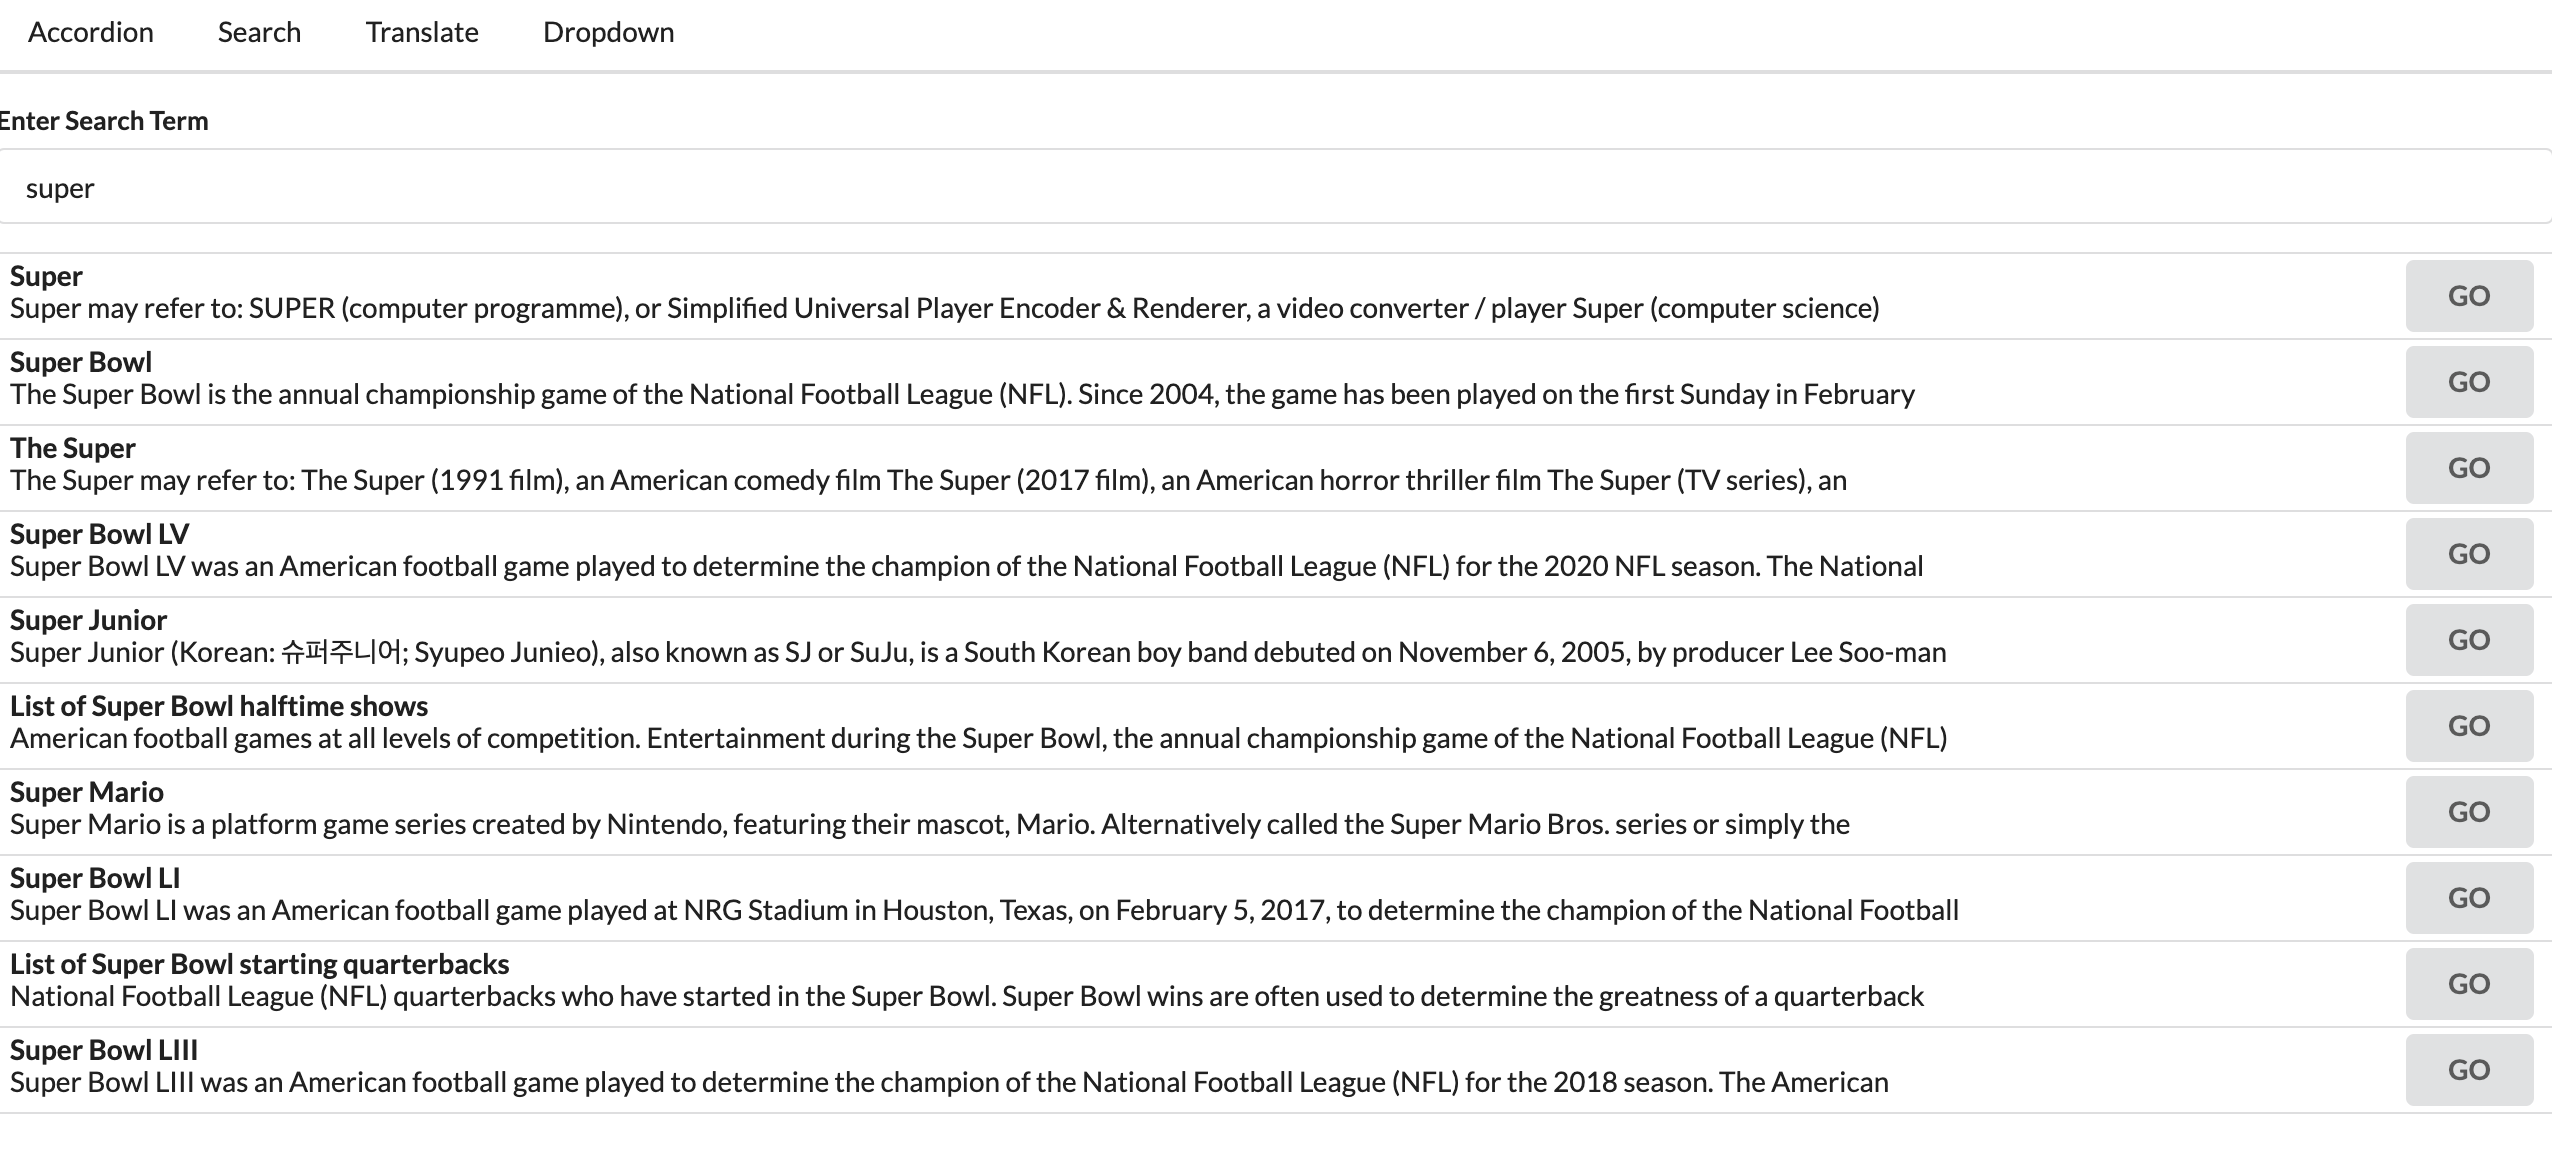 Accordion Search Translate Dropdown
Enter Search Term
super
Super
Super may refer to: SUPER (computer programme), or Simplified Universal Player Encoder & Renderer, a video converter / player Super (computer science)
GO
Super Bowl
The Super Bowl is the annual championship game of the National Football League (NFL). Since 2004, the game has been played on the first Sunday in February
GO
The Super
The Super may refer to: The Super (1991 film), an American comedy film The Super (2017 film), an American horror thriller film The Super (TV series), an
GO
Super Bowl LV
Super Bowl LV was an American football game played to determine the champion of the National Football League (NFL) for the 2020 NFL season. The National
GO
Super Junior
Super Junior (Korean: 슈퍼주니어; Syupeo Junieo), also known as SJ or SuJu, is a South Korean boy band debuted on November 6, 2005, by producer Lee Soo-man
GO
List of Super Bowl halftime shows
American football games at all levels of competition. Entertainment during the Super Bowl, the annual championship game of the National Football League (NFL)
GO
Super Mario
Super Mario is a platform game series created by Nintendo, featuring their mascot, Mario. Alternatively called the Super Mario Bros. series or simply the
GO
Super Bowl LI
Super Bowl LI was an American football game played at NRG Stadium in Houston, Texas, on February 5, 2017, to determine the champion of the National Football
GO
List of Super Bowl starting quarterbacks
National Football League (NFL) quarterbacks who have started in the Super Bowl. Super Bowl wins are often used to determine the greatness of a quarterback
GO
Super Bowl LIII
Super Bowl LIII was an American football game played to determine the champion of the National Football League (NFL) for the 2018 season. The American
GO